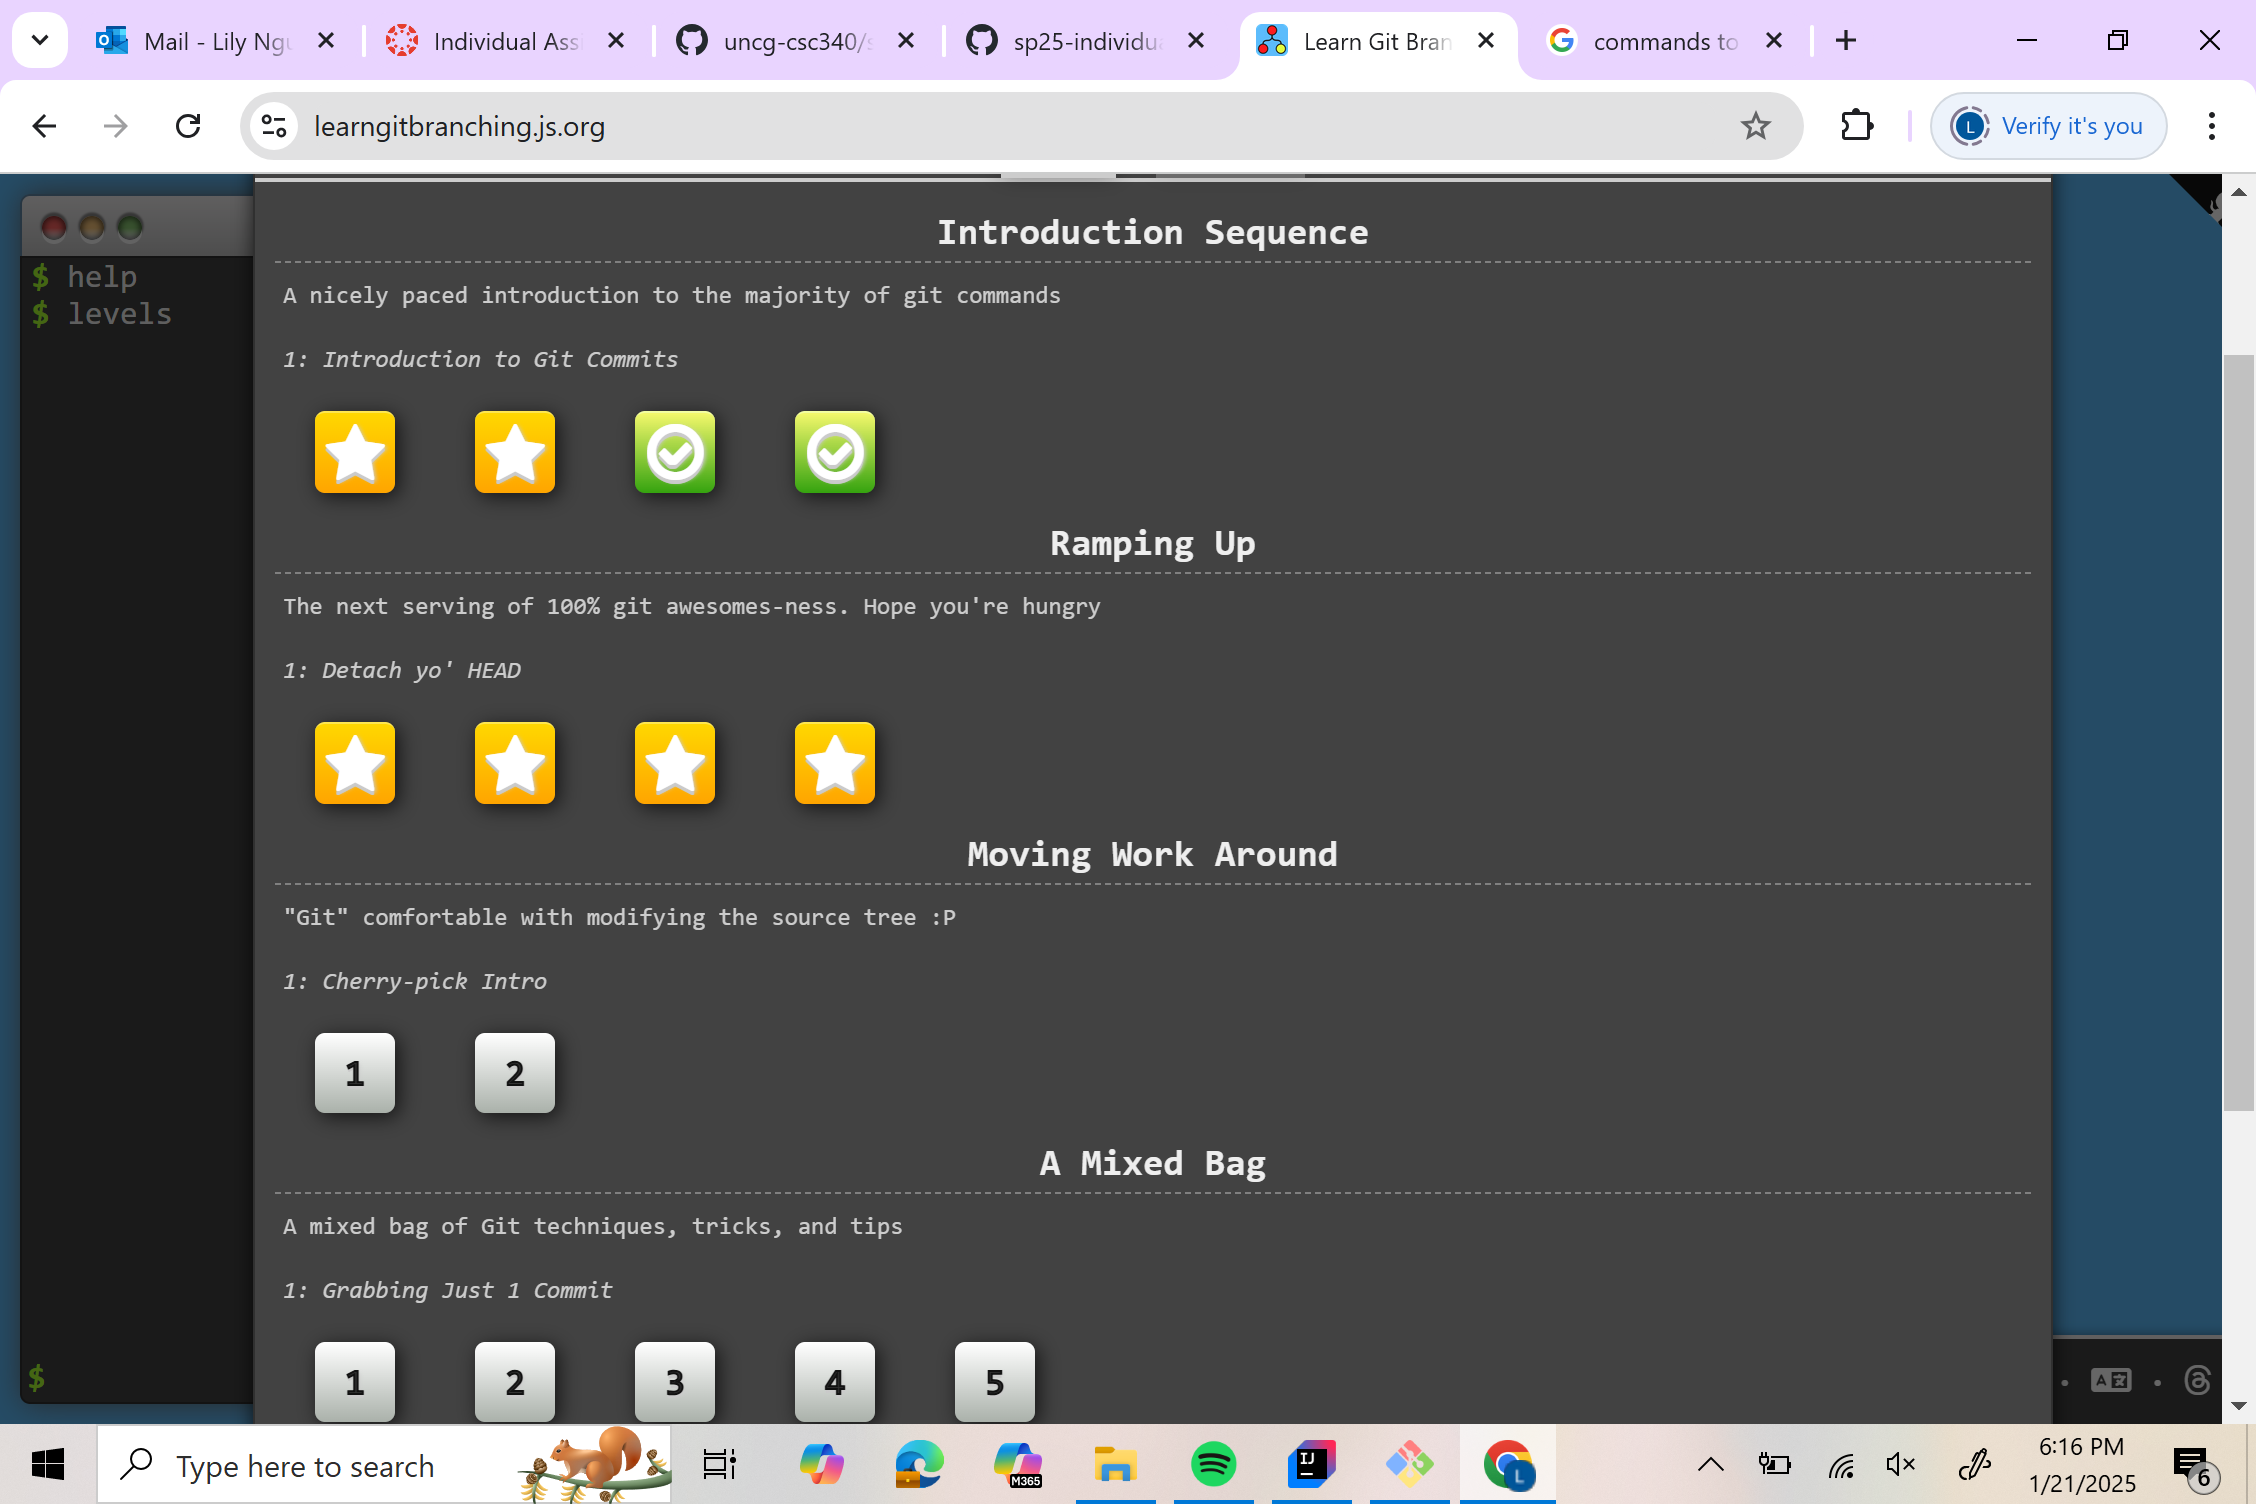 Mail - Lily Ngu
Individual Ass
uncg-csc340/s
sp25-individua
Learn Git Bran
commands to
learngitbranching.js.org
L
Verify it's you
$ help
$ levels
$
Introduction Sequence
A nicely paced introduction to the majority of git commands
1: Introduction to Git Commits
Ramping Up
The next serving of 100% git awesomes-ness. Hope you're hungry
1: Detach yo' HEAD
Moving Work Around
"Git" comfortable with modifying the source tree :P
1: Cherry-pick Intro
1 2
A Mixed Bag
A mixed bag of Git techniques, tricks, and tips
1: Grabbing Just 1 Commit
1 2 3 4 5
Type here to search
M365
IJ
L
6:16 PM
1/21/2025
6